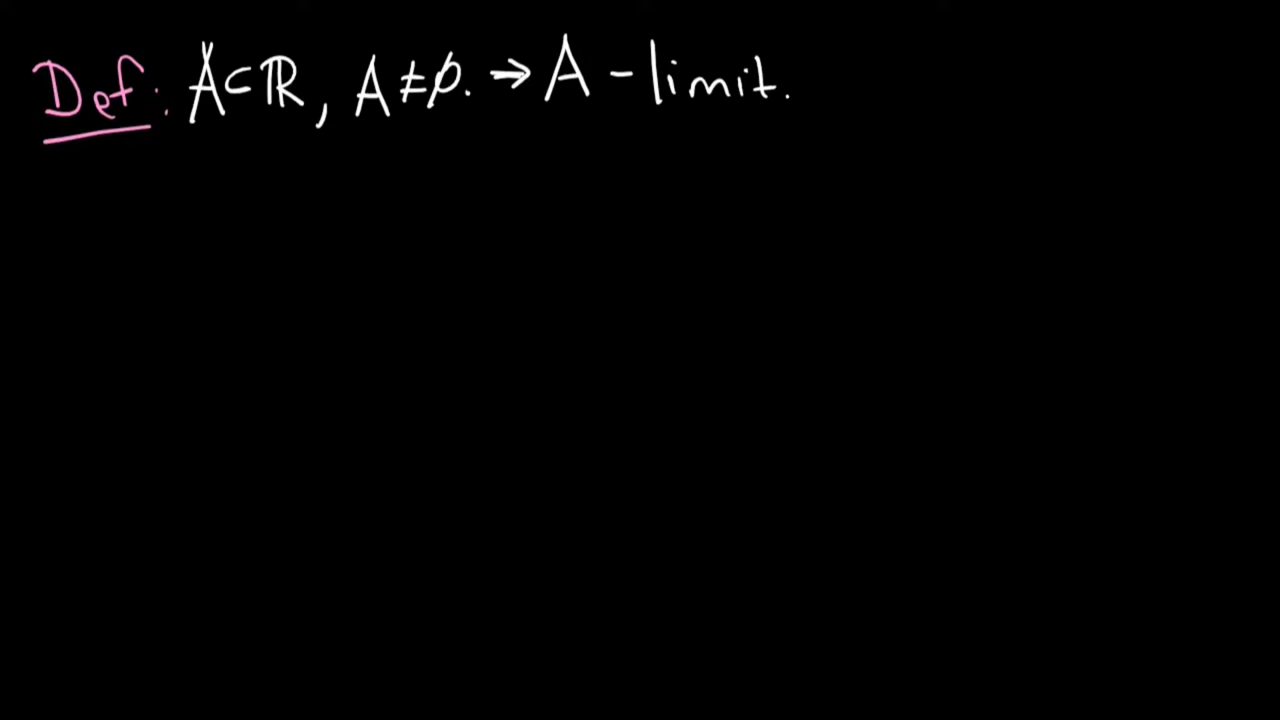 Def: A⊂ℝ, A≠∅. → A-limit.